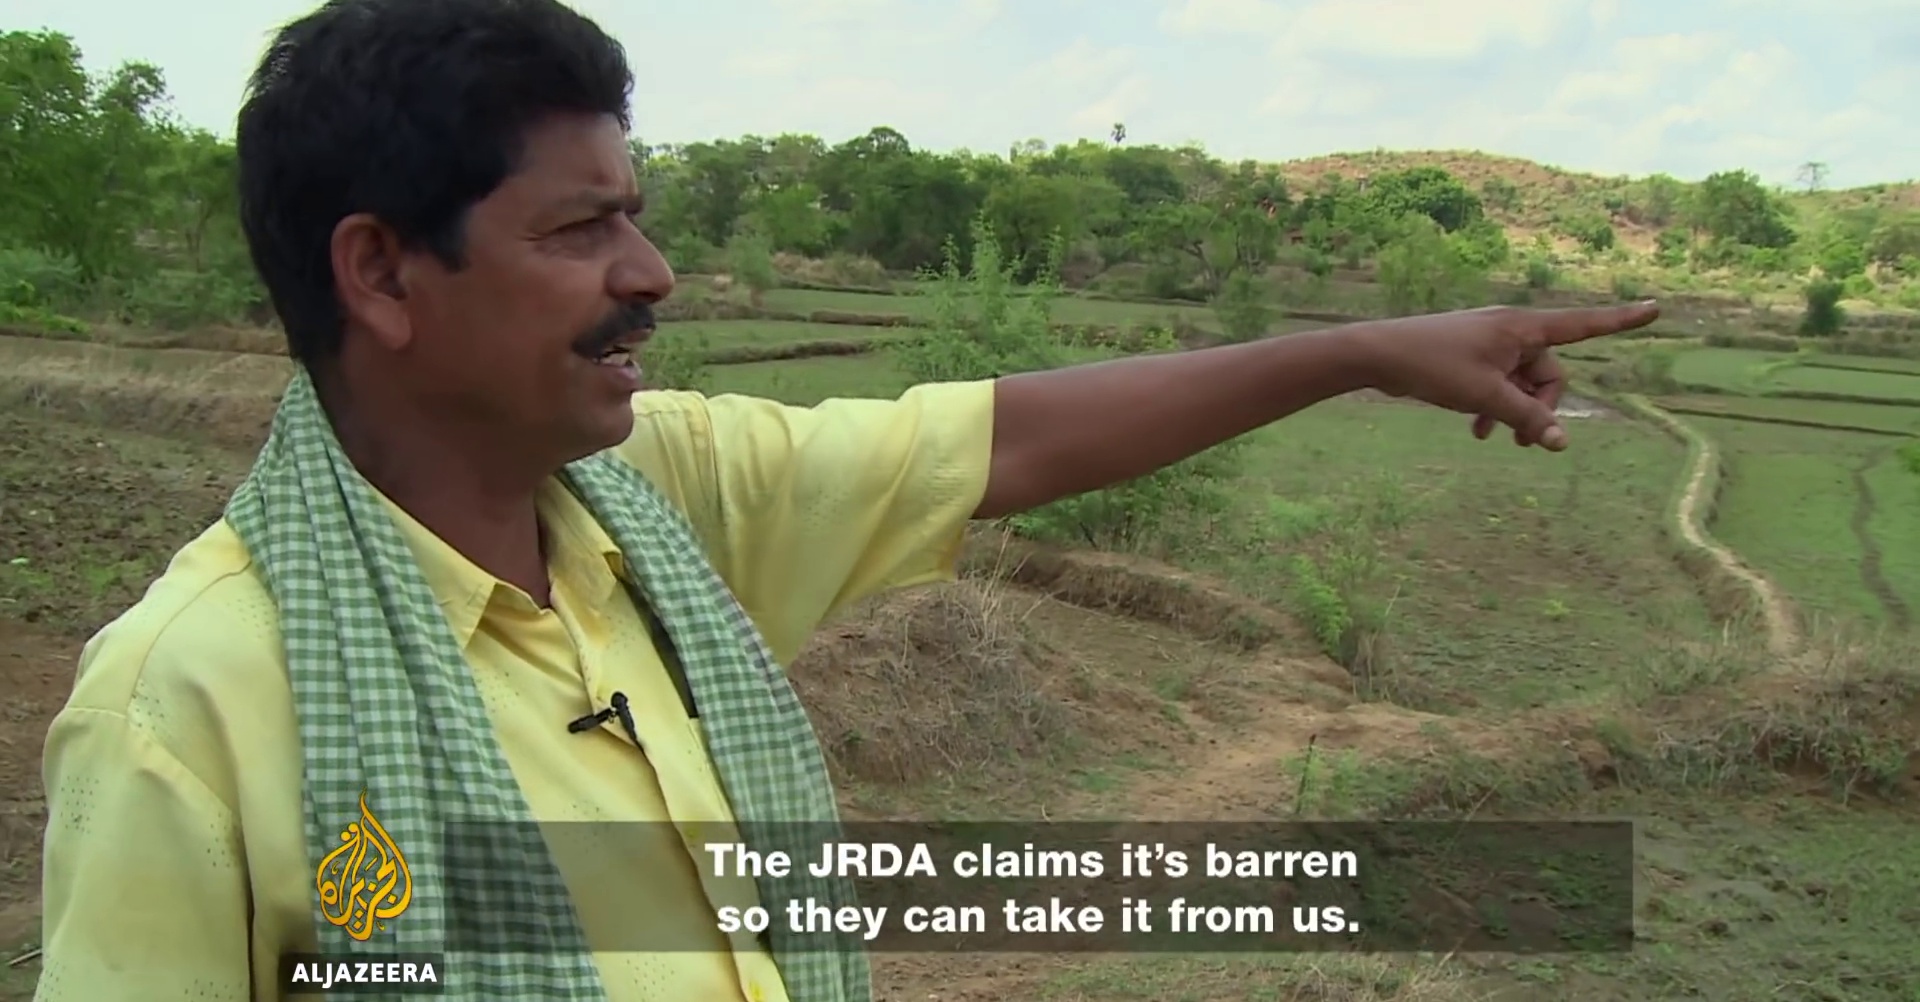 The JRDA claims it's barren
so they can take it from us.
الجزيرة
ALJAZEERA